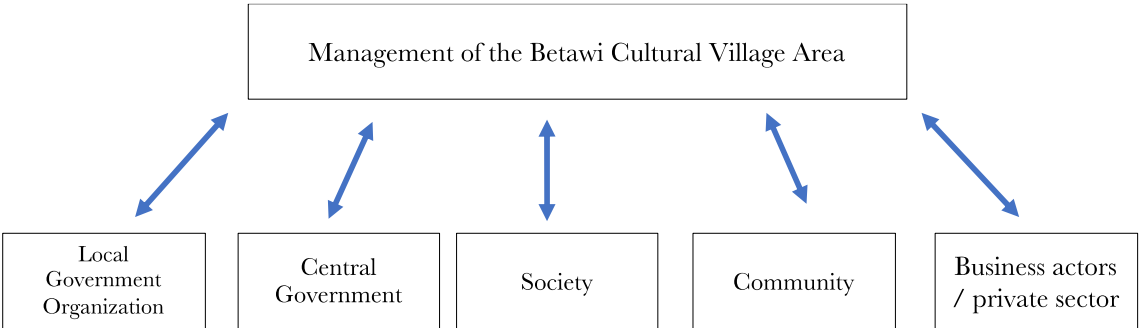 Management of the Betawi Cultural Village Area
Local
Government
Organization
Central
Government
Society
Community
Business actors
/ private sector